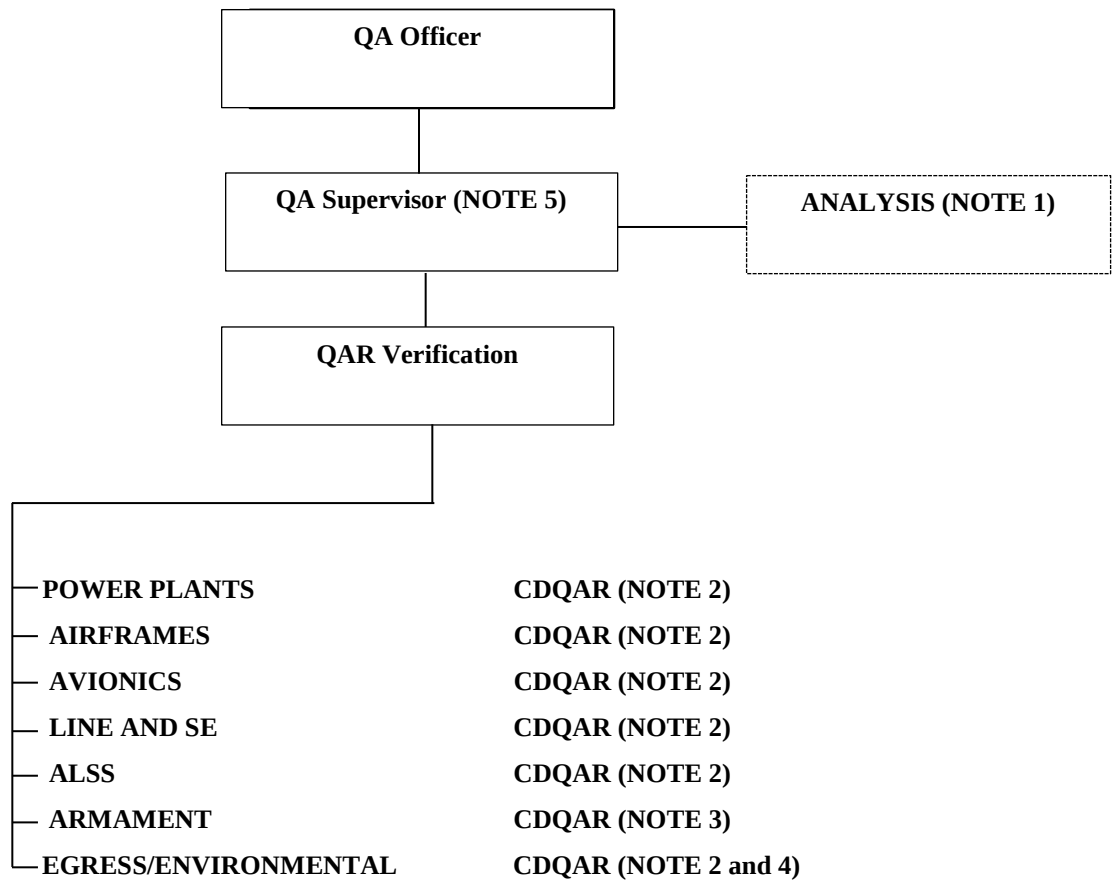 QA Officer
QA Supervisor (NOTE 5)
ANALYSIS (NOTE 1)
QAR Verification
POWER PLANTS CDQAR (NOTE 2)
AIRFRAMES CDQAR (NOTE 2)
AVIONICS CDQAR (NOTE 2)
LINE AND SE CDQAR (NOTE 2)
ALSS CDQAR (NOTE 2)
ARMAMENT CDQAR (NOTE 3)
EGRESS/ENVIRONMENTAL CDQAR (NOTE 2 and 4)